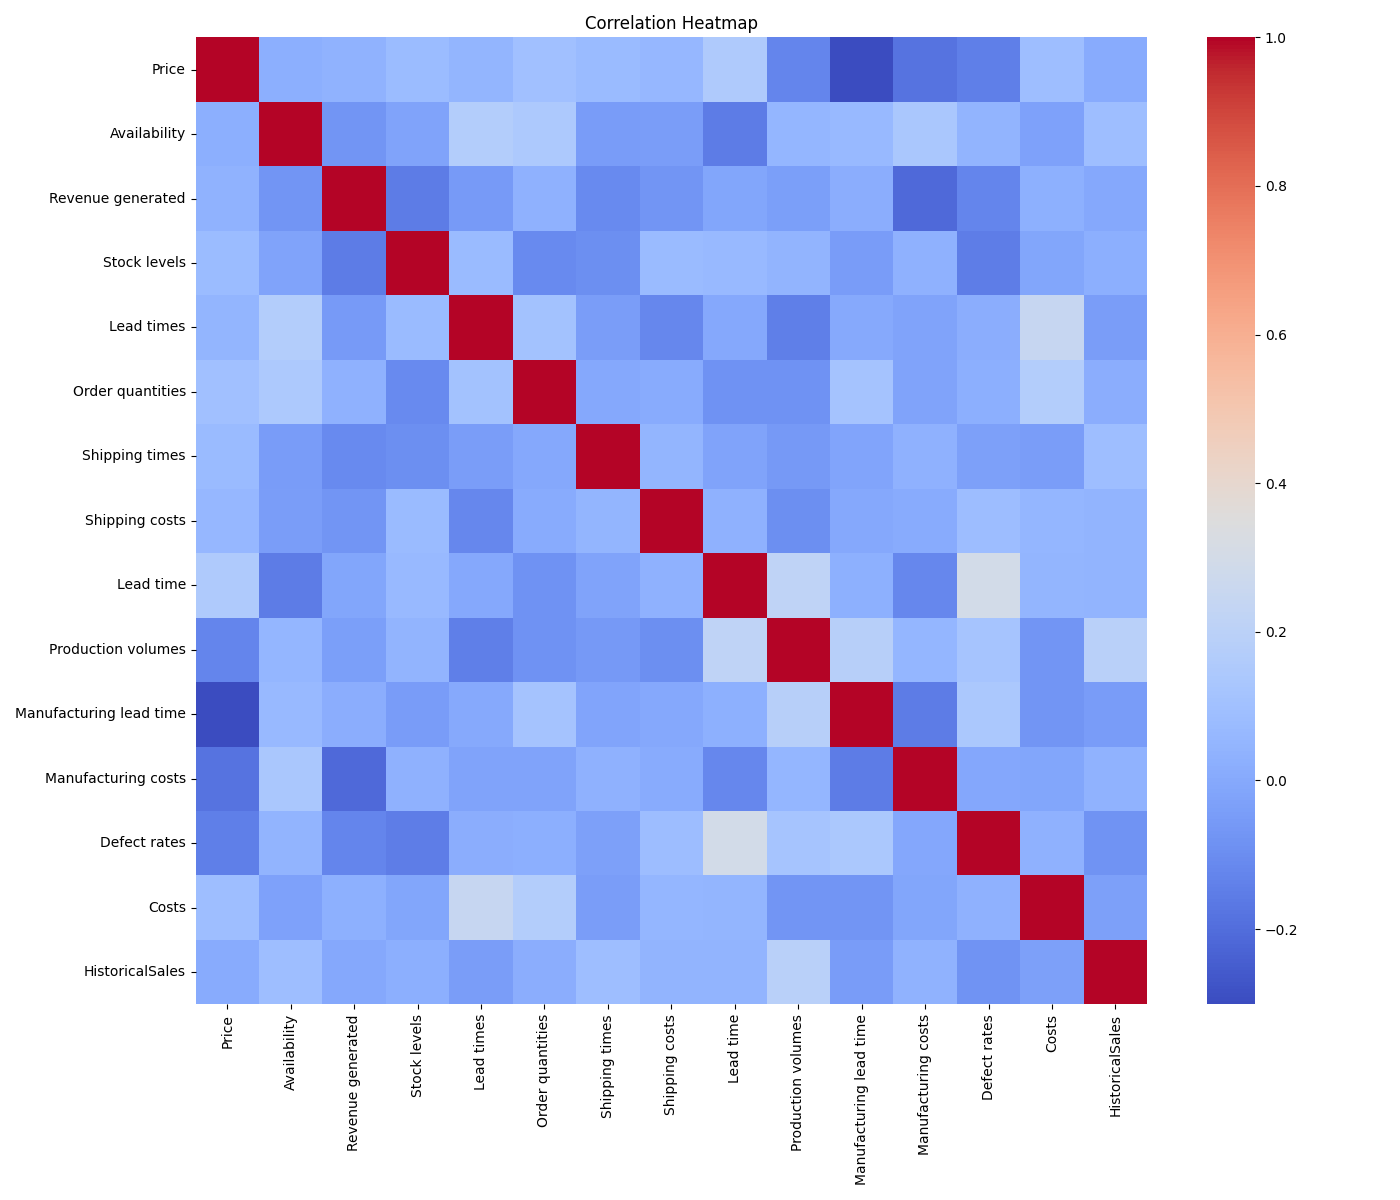 Correlation Heatmap
Price
Availability
Revenue generated
Stock levels
Lead times
Order quantities
Shipping times
Shipping costs
Lead time
Production volumes
Manufacturing lead time
Manufacturing costs
Defect rates
Costs
HistoricalSales
Price
Availability
Revenue generated
Stock levels
Lead times
Order quantities
Shipping times
Shipping costs
Lead time
Production volumes
Manufacturing lead time
Manufacturing costs
Defect rates
Costs
HistoricalSales
1.0
0.8
0.6
0.4
0.2
0.0
−0.2